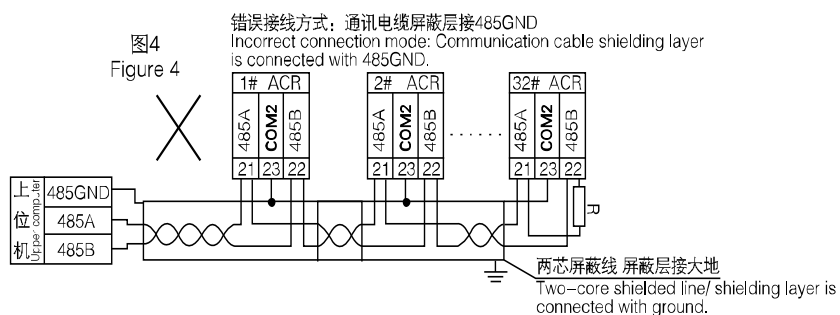 错误接线方式：通讯电缆屏蔽层接485GND
图4
Incorrect connection mode: Communication cable shielding layer
Figure 4
is connected with 485GND.
1# ACR
2# ACR
32# ACR
485A
COM2
485B
485A
COM2
485B
......
485A
COM2
485B
21 23 22
21 23 22
21 23 22
上位机
Upper computer
485GND
485A
485B
R
两芯屏蔽线 屏蔽层接大地
Two-core shielded line/ shielding layer is
connected with ground.